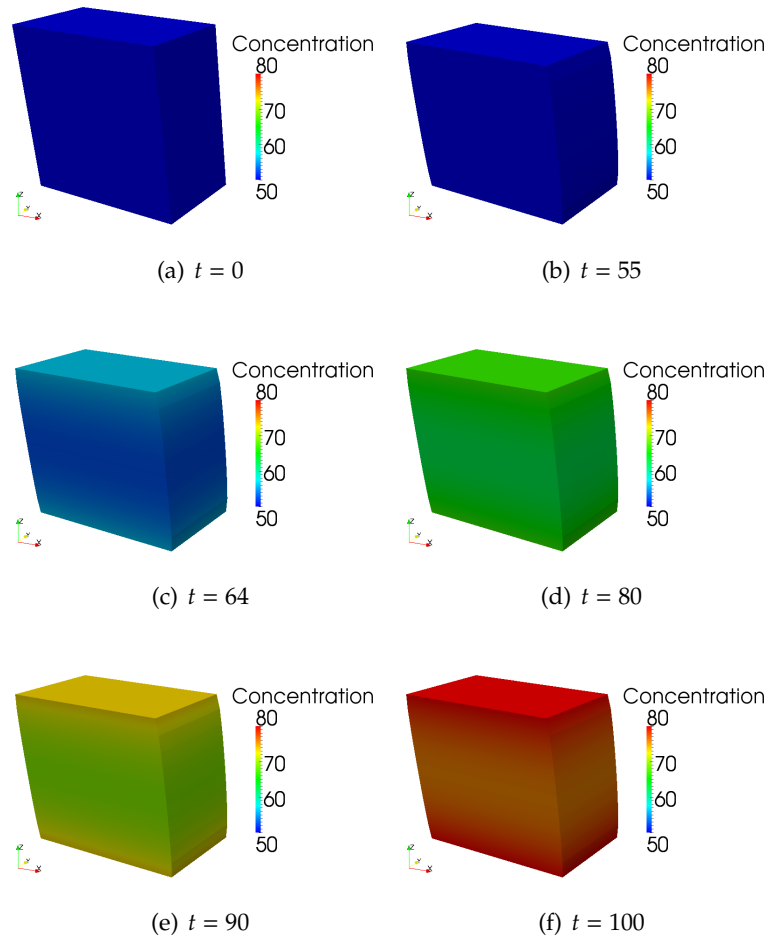 Concentration
80
70
60
50
Z
Y
X
(a) t = 0
Concentration
80
70
60
50
Z
Y
X
(b) t = 55
Concentration
80
70
60
50
Z
Y
X
(c) t = 64
Concentration
80
70
60
50
Z
Y
X
(d) t = 80
Concentration
80
70
60
50
Z
Y
X
(e) t = 90
Concentration
80
70
60
50
Z
Y
X
(f) t = 100